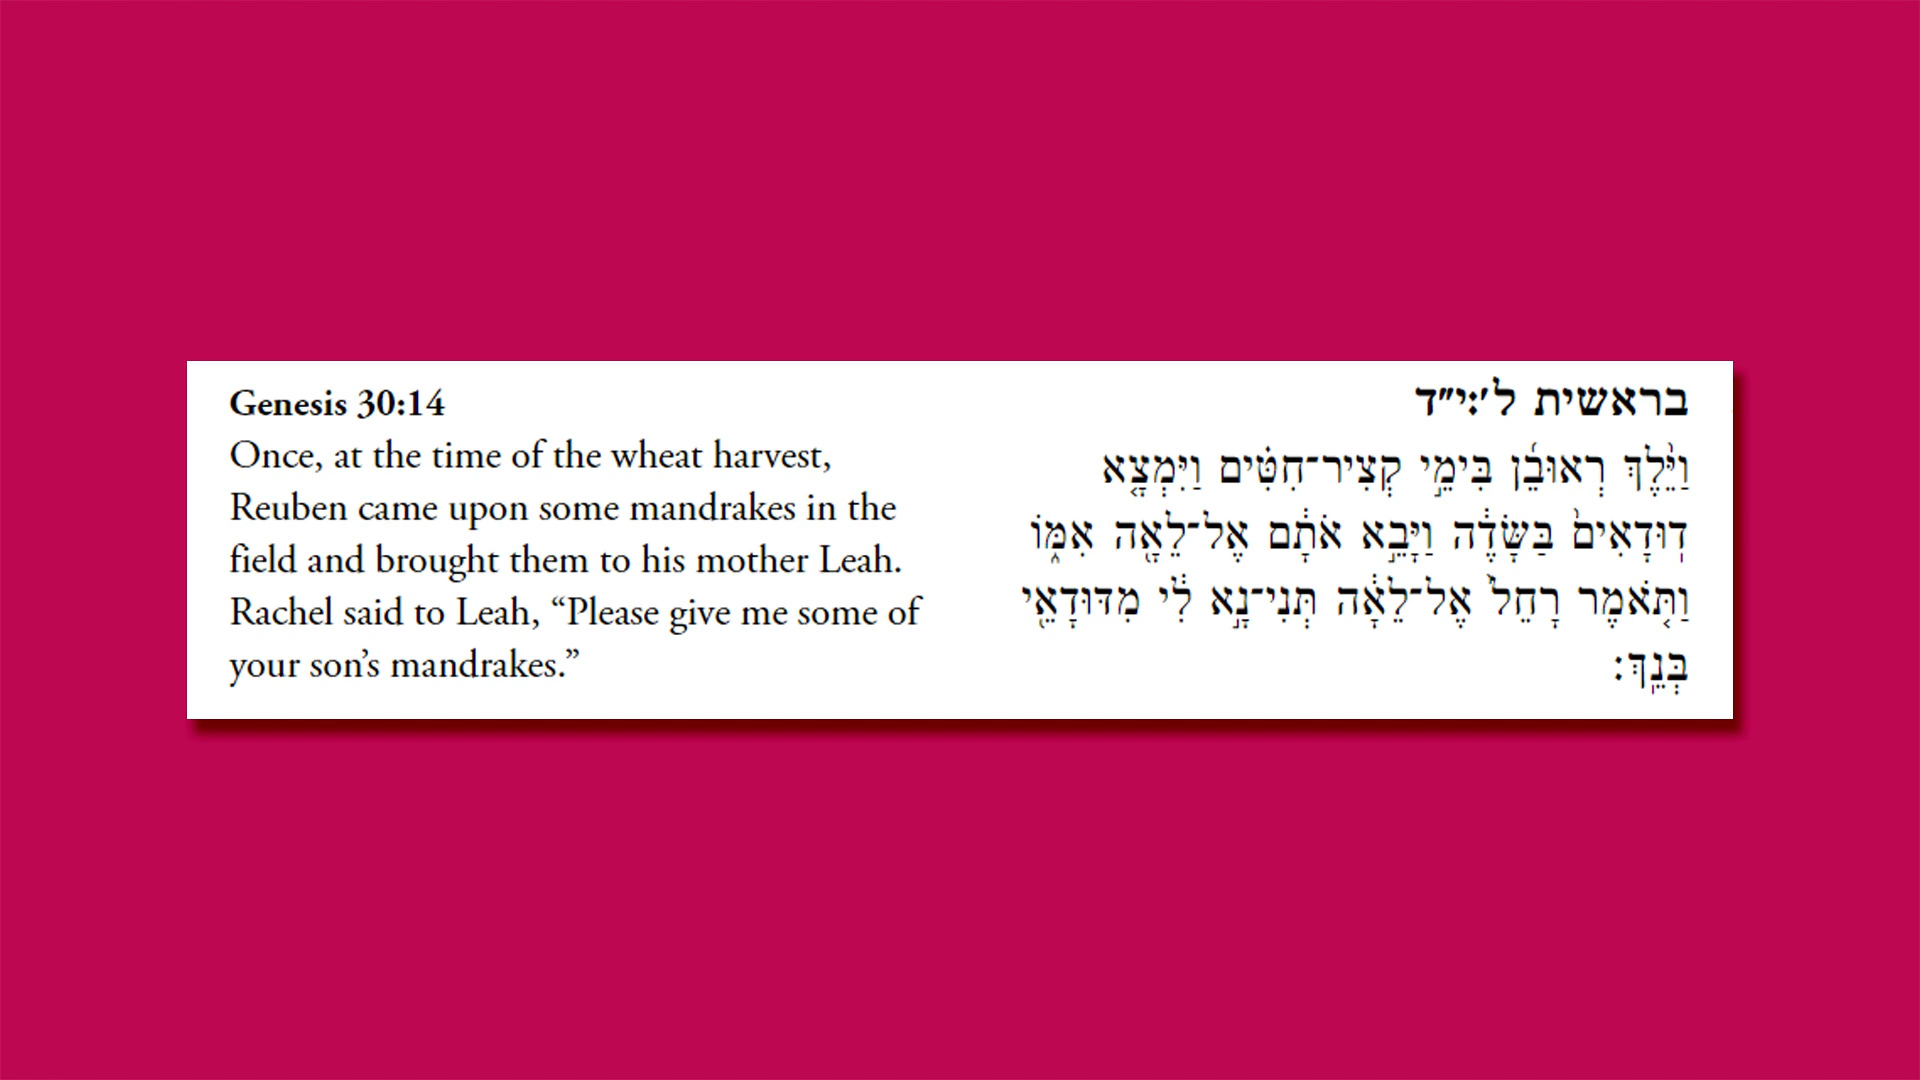 Genesis 30:14
Once, at the time of the wheat harvest,
Reuben came upon some mandrakes in the
field and brought them to his mother Leah.
Rachel said to Leah, “Please give me some of
your son’s mandrakes.”
בראשית ל׳:י״ד
וַיֵּ֨לֶךְ רְאוּבֵ֜ן בִּימֵ֣י קְצִיר־חִטִּ֗ים וַיִּמְצָ֤א
דֽוּדָאִים֙ בַּשָּׂדֶ֔ה וַיָּבֵ֣א אֹתָ֔ם אֶל־לֵאָ֖ה אִמּ֑וֹ
וַתֹּ֤אמֶר רָחֵל֙ אֶל־לֵאָ֔ה תְּנִי־נָ֣א לִ֔י מִדּוּדָאֵ֖י
בְּנֵֽךְ׃